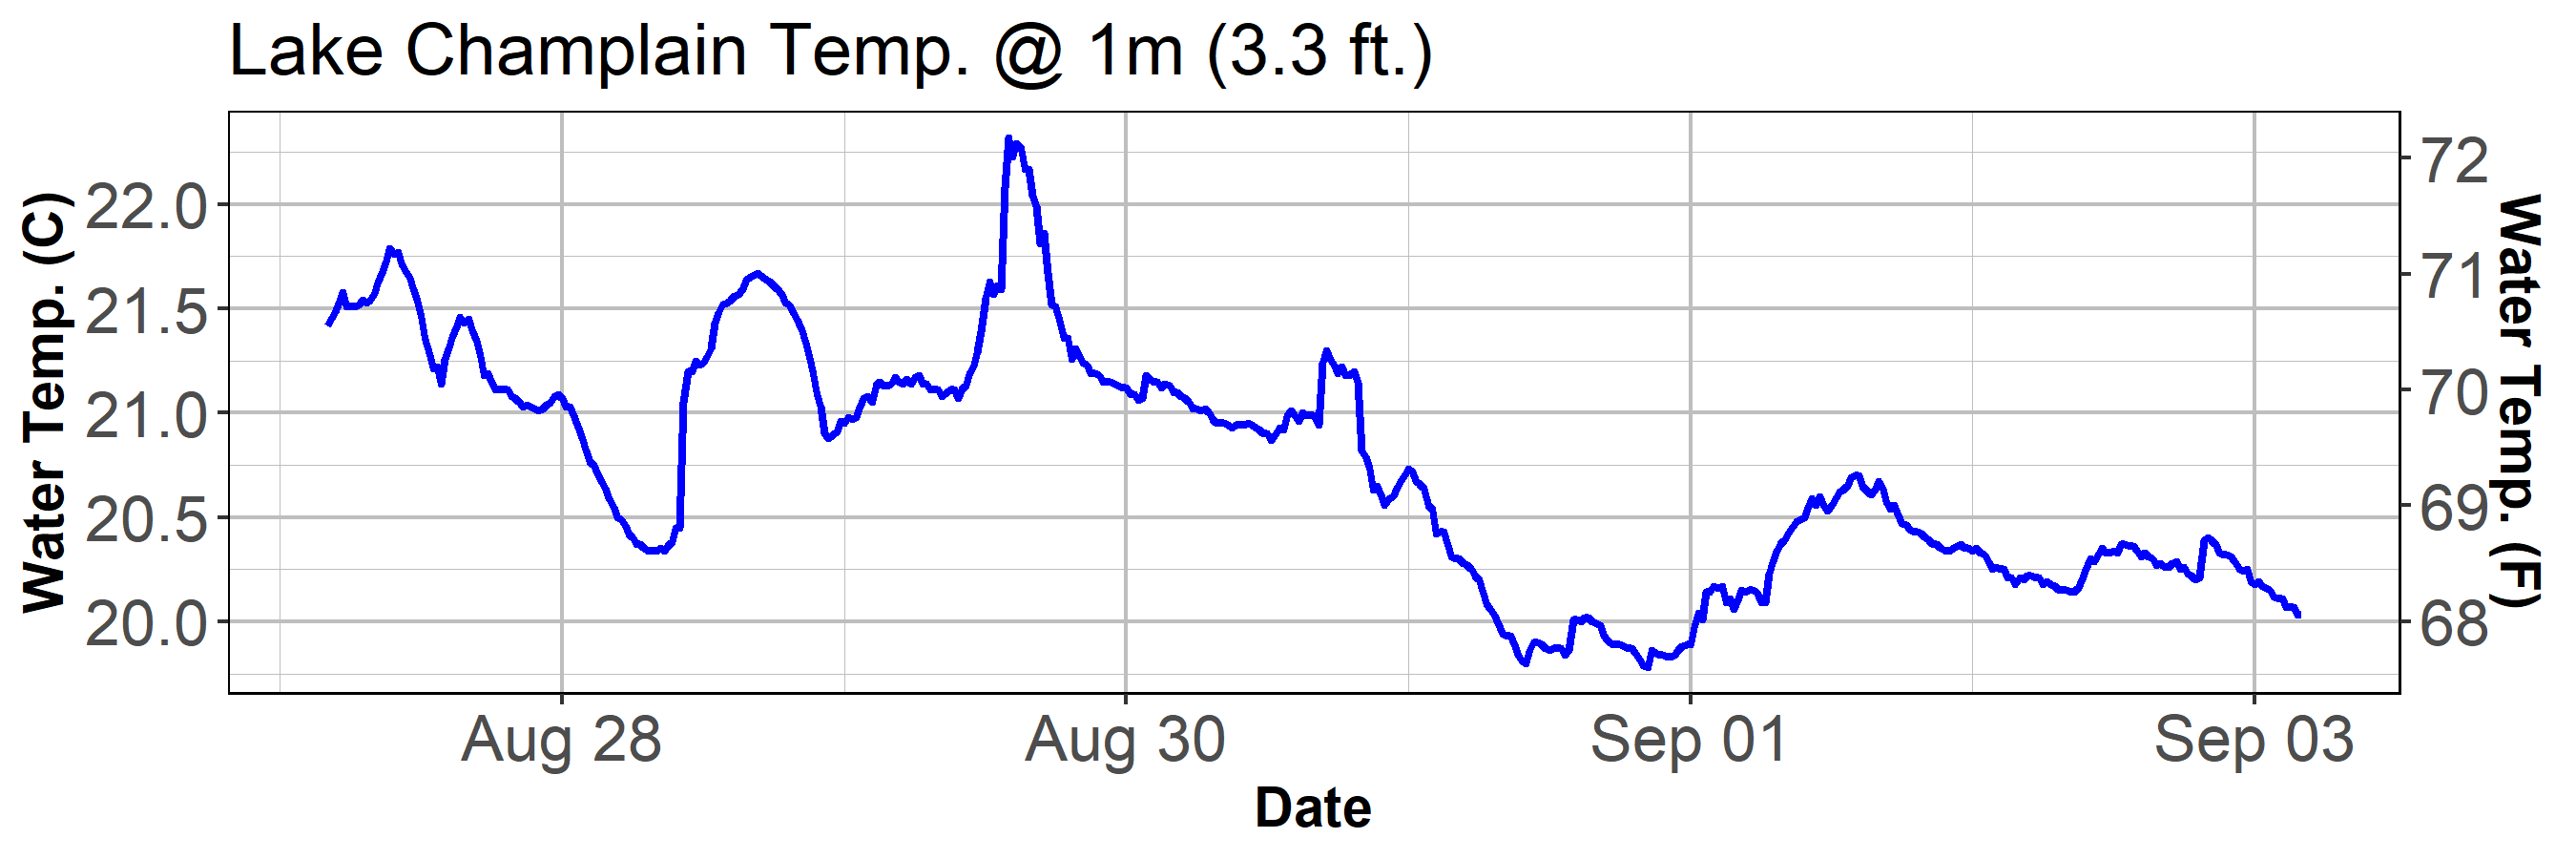 Lake Champlain Temp. @ 1m (3.3 ft.)
Water Temp. (C)
22.0
21.5
21.0
20.5
20.0
72
71
70
69
68
Water Temp. (F)
Aug 28
Aug 30
Sep 01
Sep 03
Date